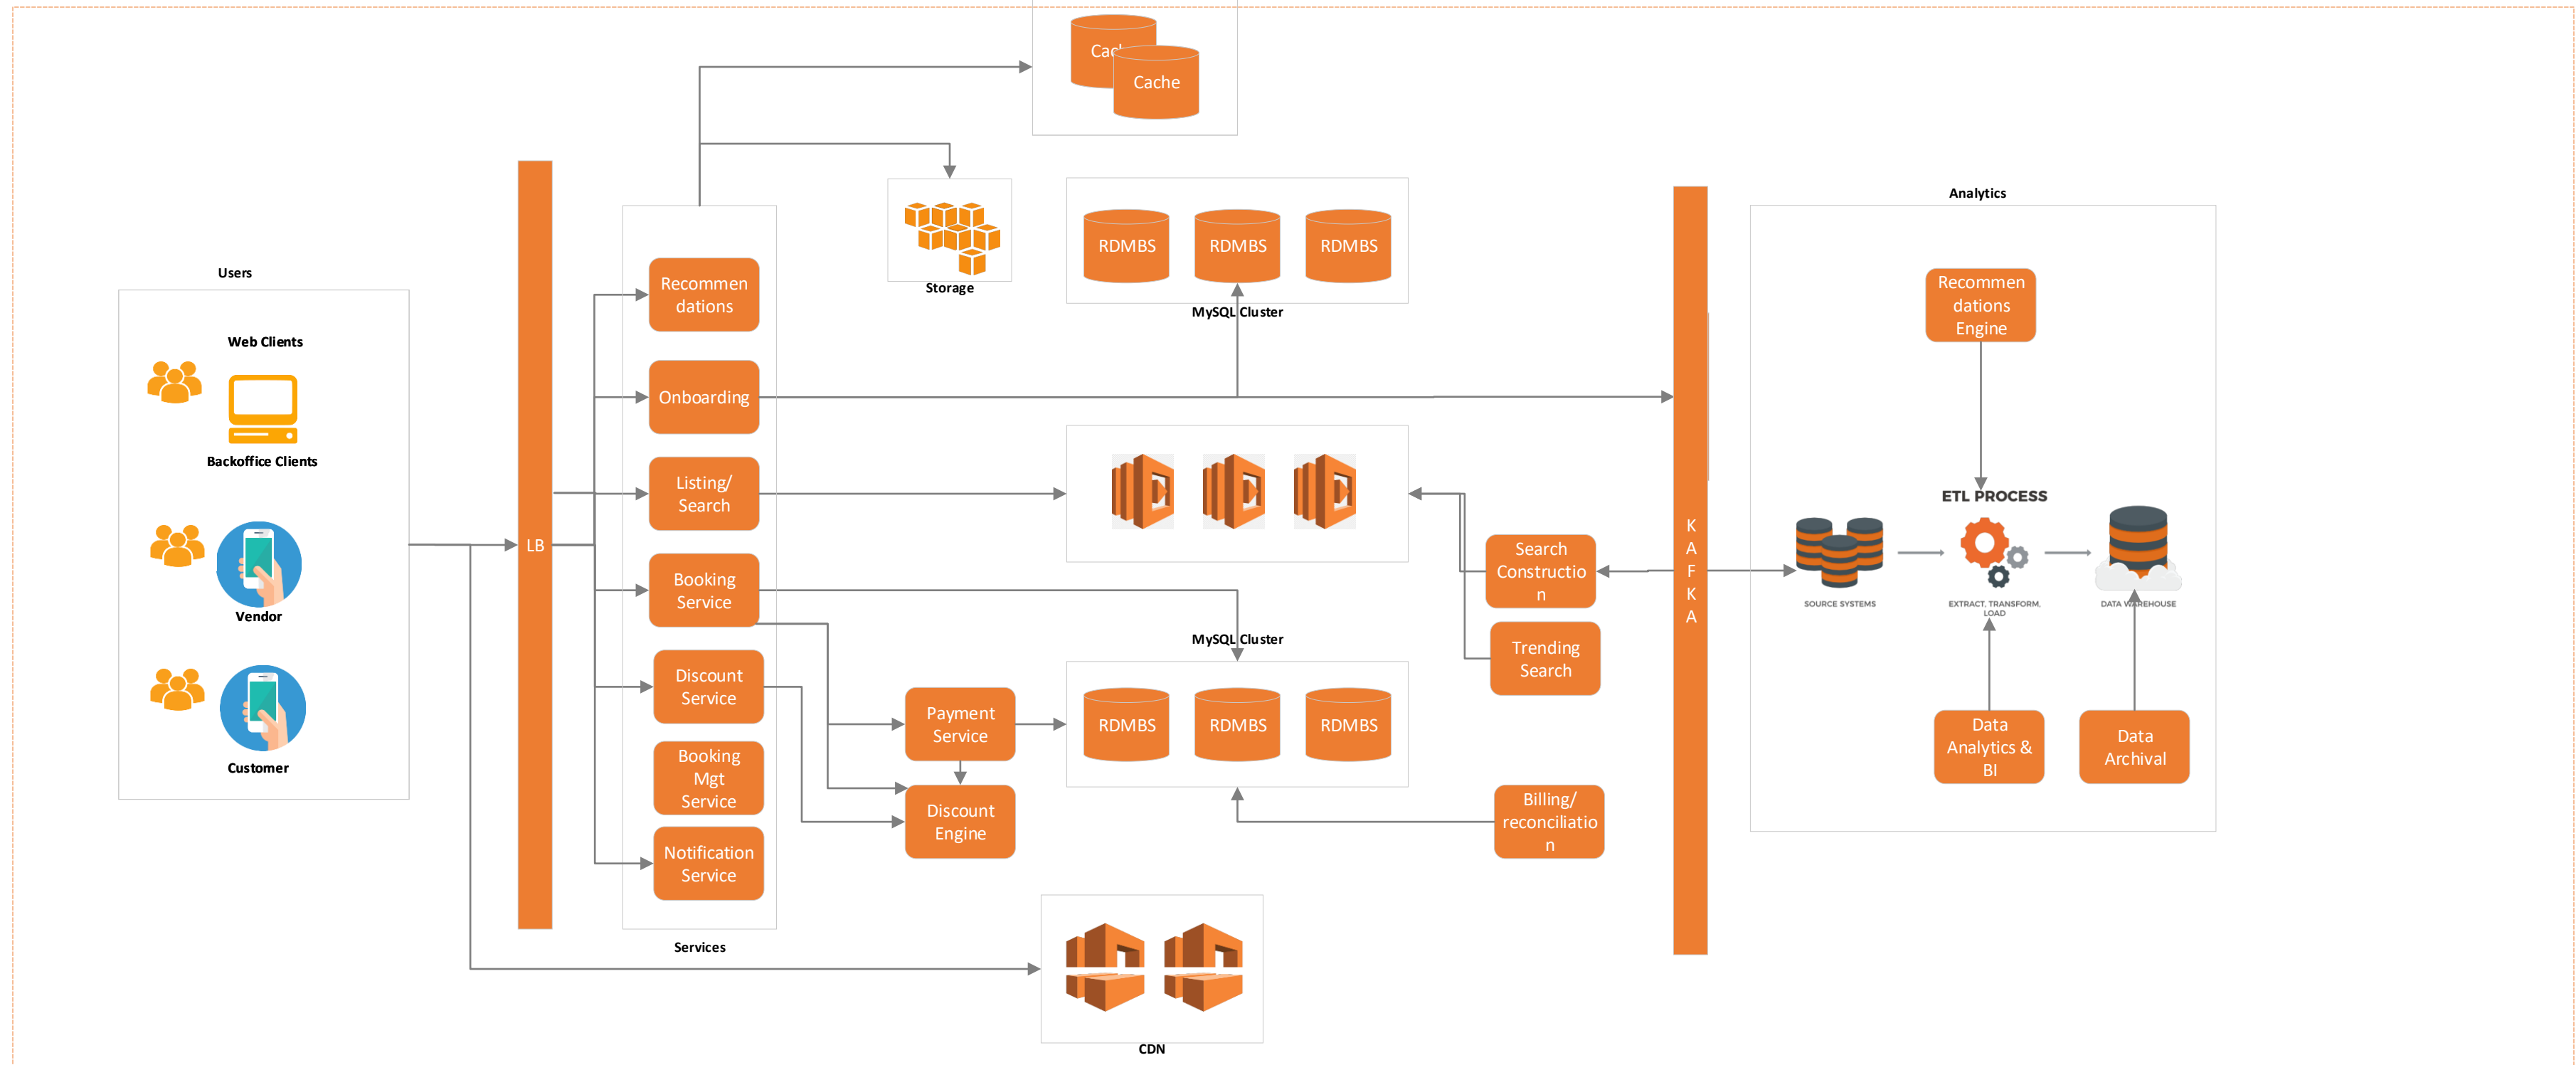 Cach
Cache
Storage
RDMBS
RDMBS
RDMBS
MySQL Cluster
Users
Web Clients
Backoffice Clients
Vendor
Customer
LB
Recommen
dations
Onboarding
Listing/
Search
Booking
Service
Discount
Service
Booking
Mgt
Service
Notification
Service
Services
Payment
Service
Discount
Engine
MySQL Cluster
RDMBS
RDMBS
RDMBS
CDN
Search
Constructio
n
Trending
Search
Billing/
reconciliatio
n
K
A
F
K
A
Analytics
Recommen
dations
Engine
ETL PROCESS
SOURCE SYSTEMS
EXTRACT, TRANSFORM,
LOAD
DATA WAREHOUSE
Data
Analytics &
BI
Data
Archival